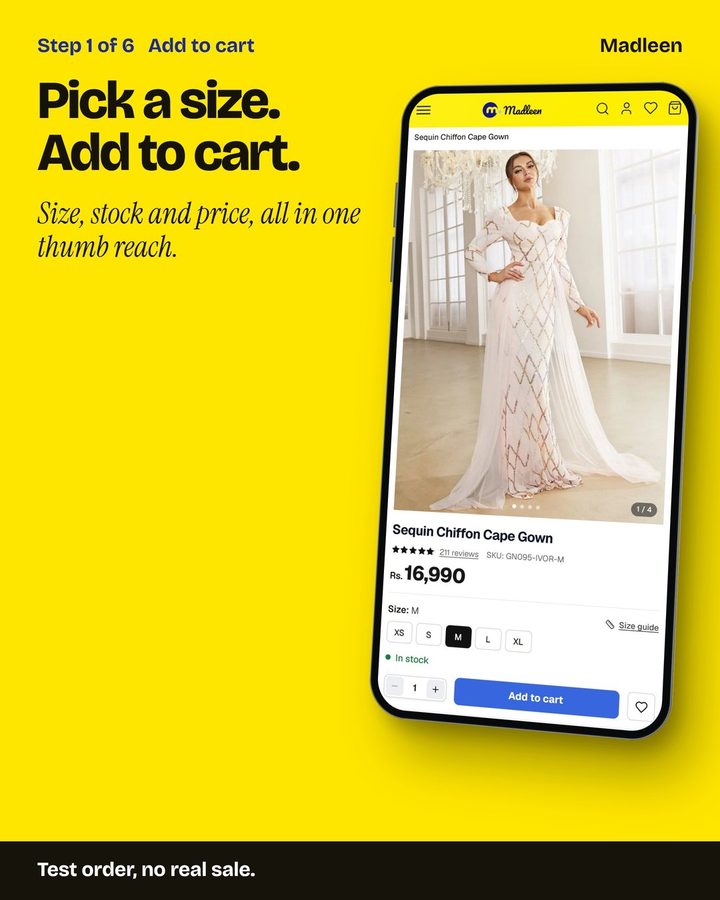 Step 1 of 6 Add to cart
Madleen
Pick a size.
Add to cart.
Size, stock and price, all in one
thumb reach.
m Madleen
Sequin Chiffon Cape Gown
1 / 4
Sequin Chiffon Cape Gown
★★★★★ 211 reviews SKU: GN095-IVOR-M
Rs. 16,990
Size: M
Size guide
XS S M L XL
In stock
− 1 +
Add to cart
Test order, no real sale.